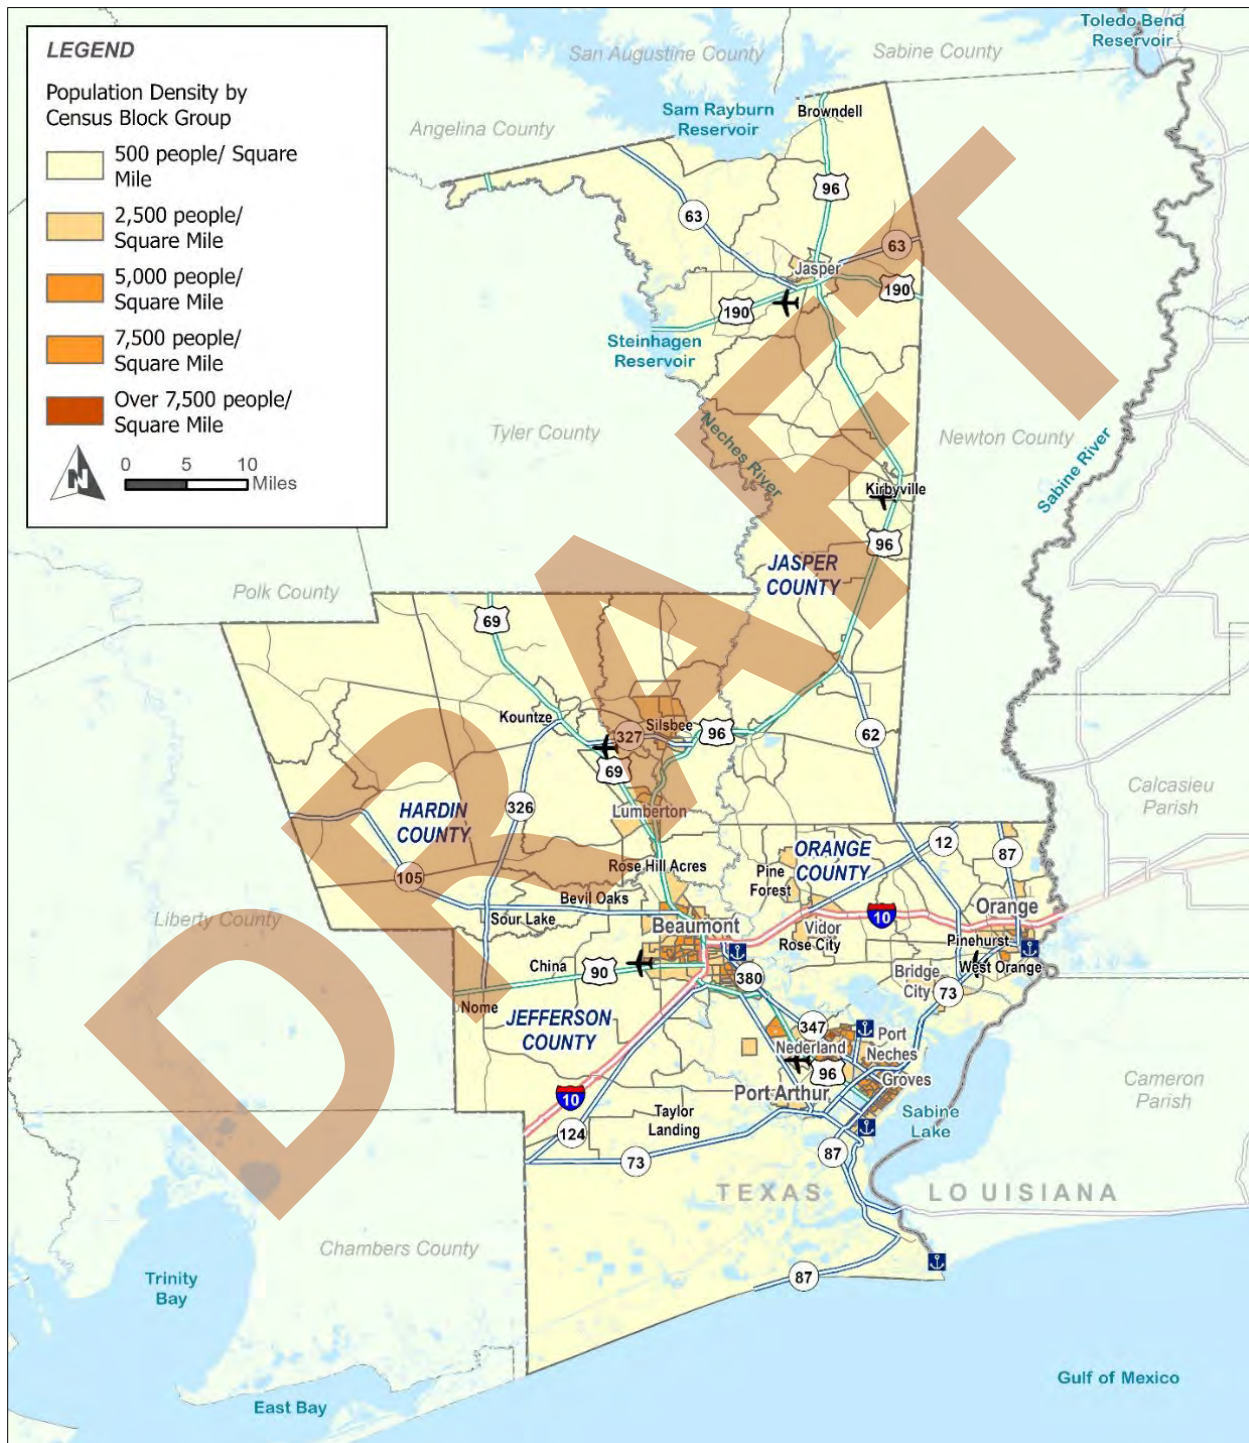 LEGEND
Population Density by
Census Block Group
500 people/ Square
Mile
2,500 people/
Square Mile
5,000 people/
Square Mile
7,500 people/
Square Mile
Over 7,500 people/
Square Mile
N
0 5 10
Miles
Toledo Bend
Reservoir
San Augustine County
Sabine County
Sam Rayburn
Reservoir
Browndell
Angelina County
96
63
63
Jasper
190
190
Steinhagen
Reservoir
Tyler County
Neches River
Newton County
Sabine River
Kirbyville
96
JASPER
COUNTY
Polk County
69
Kountze
Silsbee
327
96
62
69
Calcasieu
Parish
HARDIN
COUNTY
326
Lumberton
ORANGE
COUNTY
12
87
Rose Hill Acres
Pine
Forest
105
Bevil Oaks
Liberty County
Sour Lake
Beaumont
10
Orange
Vidor
Rose City
Pinehurst
China
90
380
West Orange
Bridge
City
73
Nome
JEFFERSON
COUNTY
347
Port
Neches
Nederland
96
Groves
Port Arthur
Cameron
Parish
10
Taylor
Landing
Sabine
Lake
124
73
87
TEXAS
LOUISIANA
Chambers County
87
Trinity
Bay
East Bay
Gulf of Mexico
DRAFT